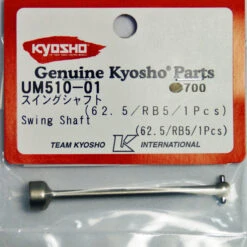 KYOSHO
Genuine Kyosho Parts
UM510-01
700
スイングシャフト
(62.5/RB5/1Pcs)
Swing Shaft
(62.5/RB5/1Pcs)
TEAM KYOSHO K INTERNATIONAL